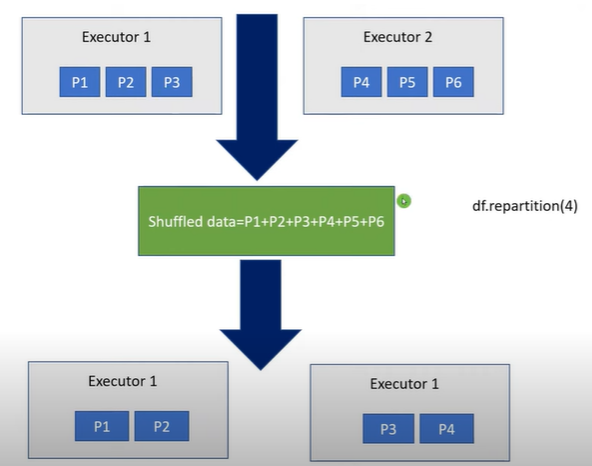 Executor 1
P1 P2 P3
Executor 2
P4 P5 P6
Shuffled data=P1+P2+P3+P4+P5+P6
df.repartition(4)
Executor 1
P1 P2
Executor 1
P3 P4